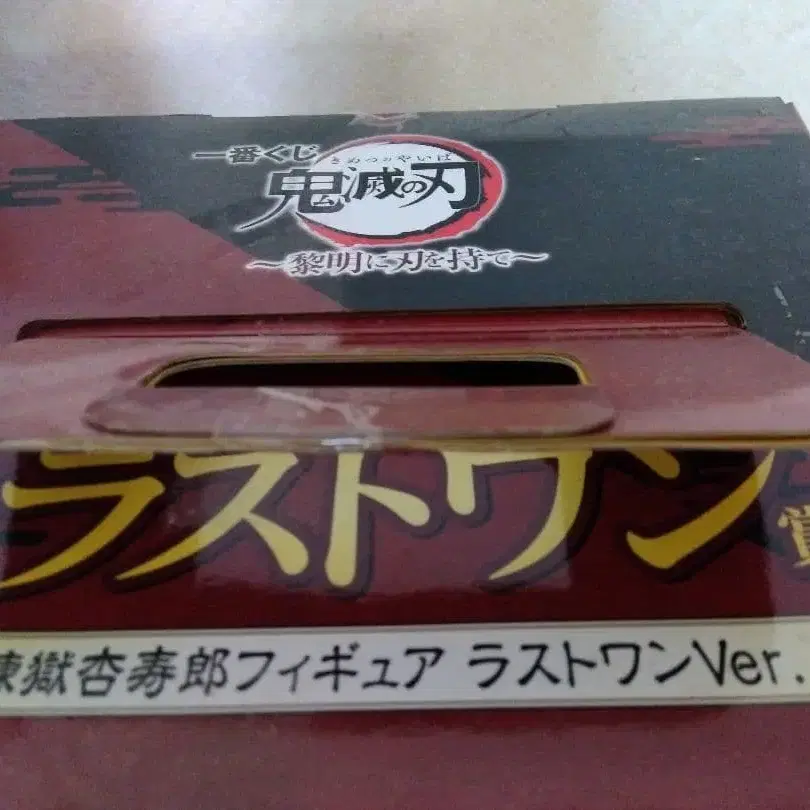 一番くじ
きめつのやいば
鬼滅の刃
～黎明に刃を持て～
ラストワン賞
煉獄杏寿郎フィギュア ラストワンVer.